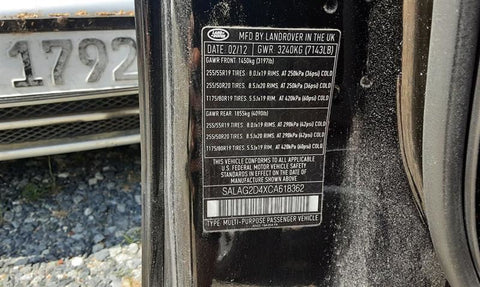 1792
LAND ROVER
MFD BY LANDROVER IN THE UK
DATE: 02/12 GWR. 3240KG (7143LB)
GAWR FRONT: 1450kg (3197lb)
255/55R19 TIRES. 8.0Jx19 RIMS. AT 250kPa (36psi) COLD
255/50R20 TIRES. 8.5Jx20 RIMS. AT 250kPa (36psi) COLD
T175/80R19 TIRES. 5.5Jx19 RIM. AT 420kPa (60psi) COLD
GAWR REAR: 1855kg (4090lb)
255/55R19 TIRES. 8.0Jx19 RIMS. AT 290kPa (42psi) COLD
255/50R20 TIRES. 8.5Jx20 RIMS. AT 290kPa (42psi) COLD
T175/80R19 TIRES. 5.5Jx19 RIM. AT 420kPa (60psi) COLD
THIS VEHICLE CONFORMS TO ALL APPLICABLE
U.S. FEDERAL MOTOR VEHICLE SAFETY
STANDARDS IN EFFECT ON THE DATE OF
MANUFACTURE SHOWN ABOVE
SALAG2D4XCA618362
TYPE: MULTI-PURPOSE PASSENGER VEHICLE